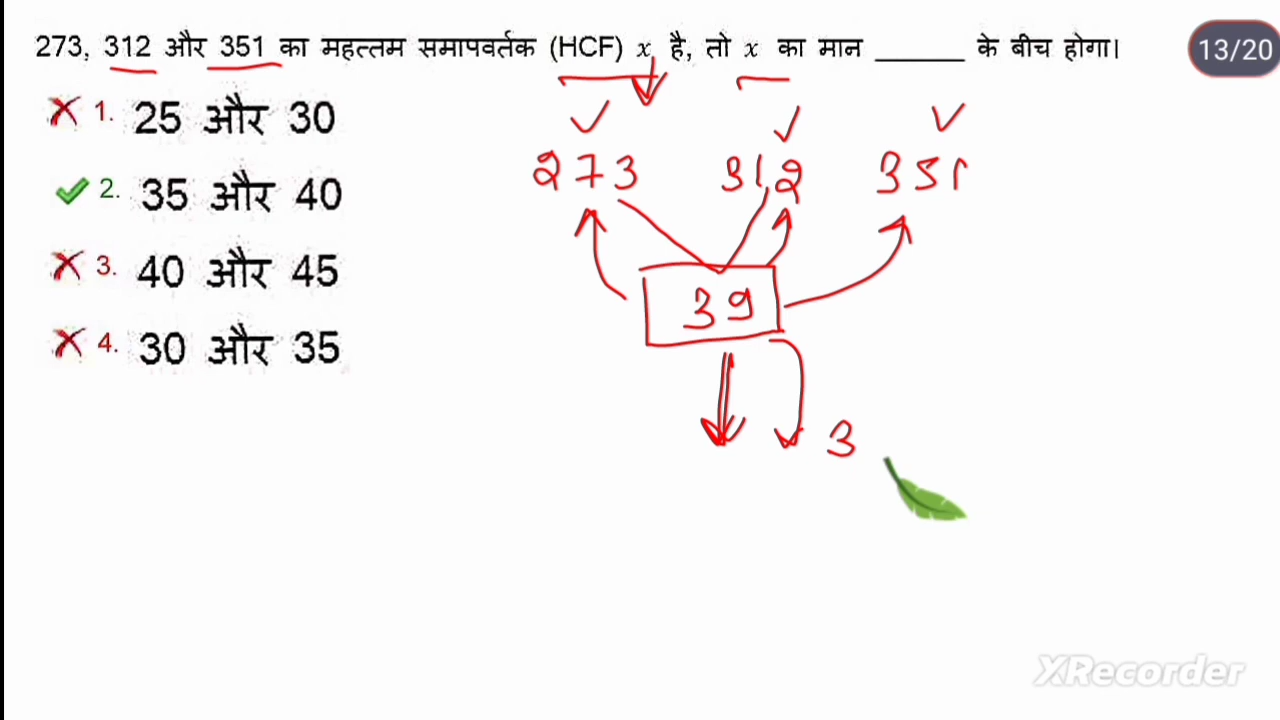 273, 312 और 351 का महत्तम समापवर्तक (HCF) x है, तो x का मान ______ के बीच होगा।
13/20
1. 25 और 30
2. 35 और 40
3. 40 और 45
4. 30 और 35
273 312 351
39
3
XRecorder